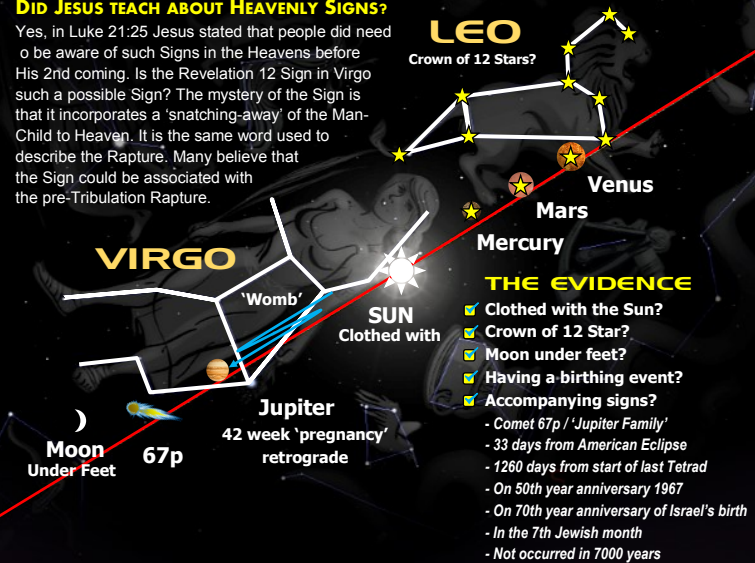 DID JESUS TEACH ABOUT HEAVENLY SIGNS?
Yes, in Luke 21:25 Jesus stated that people did need
o be aware of such Signs in the Heavens before
His 2nd coming. Is the Revelation 12 Sign in Virgo
such a possible Sign? The mystery of the Sign is
that it incorporates a ‘snatching-away’ of the Man-
Child to Heaven. It is the same word used to
describe the Rapture. Many believe that
the Sign could be associated with
the pre-Tribulation Rapture.
LEO
Crown of 12 Stars?
Venus
Mars
Mercury
VIRGO
‘Womb’
SUN
Clothed with
Jupiter
42 week ‘pregnancy’
retrograde
Moon
Under Feet
67p
THE EVIDENCE
Clothed with the Sun?
Crown of 12 Star?
Moon under feet?
Having a birthing event?
Accompanying signs?
- Comet 67p / ‘Jupiter Family’
- 33 days from American Eclipse
- 1260 days from start of last Tetrad
- On 50th year anniversary 1967
- On 70th year anniversary of Israel's birth
- In the 7th Jewish month
- Not occurred in 7000 years